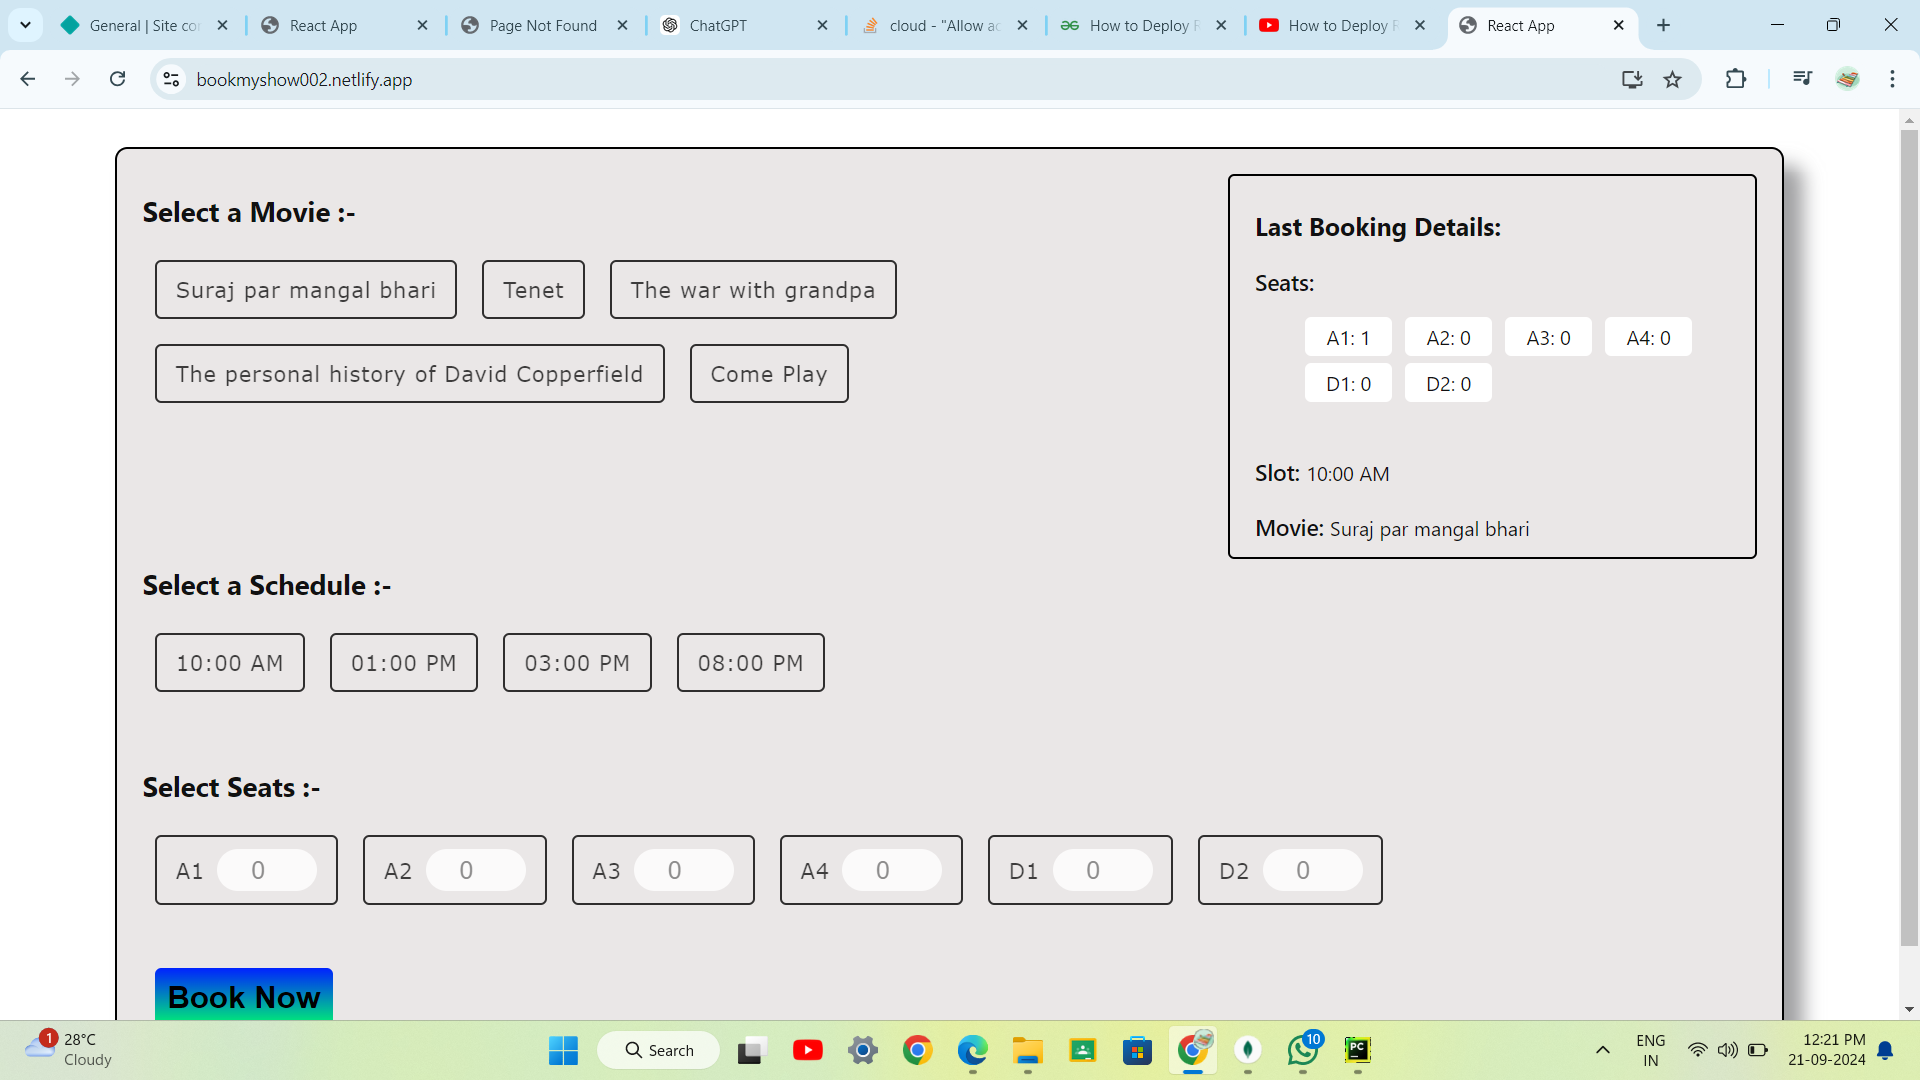 General | Site co
React App
Page Not Found
ChatGPT
cloud - "Allow a
How to Deploy
How to Deploy
React App
bookmyshow002.netlify.app
Select a Movie :-
Suraj par mangal bhari
Tenet
The war with grandpa
The personal history of David Copperfield
Come Play
Last Booking Details:
Seats:
A1: 1
A2: 0
A3: 0
A4: 0
D1: 0
D2: 0
Slot: 10:00 AM
Movie: Suraj par mangal bhari
Select a Schedule :-
10:00 AM
01:00 PM
03:00 PM
08:00 PM
Select Seats :-
A1 0
A2 0
A3 0
A4 0
D1 0
D2 0
Book Now
1
28°C
Cloudy
Search
10
PC
ENG
IN
12:21 PM
21-09-2024